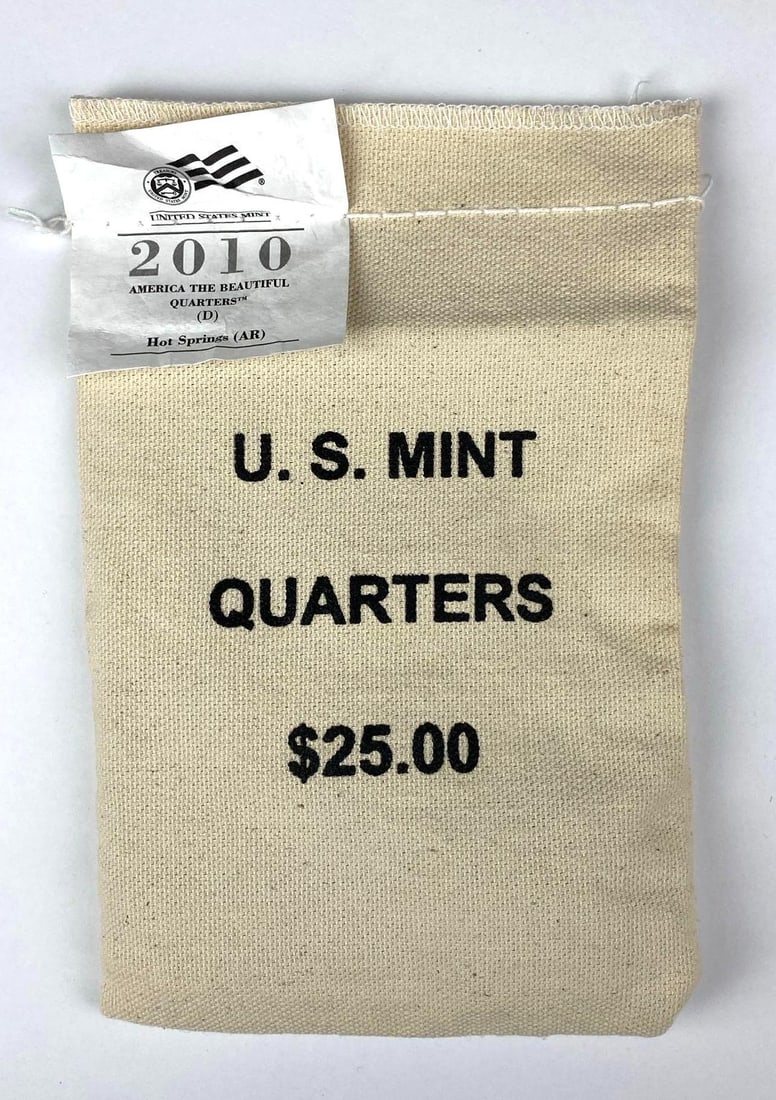 UNITED STATES MINT
2010
AMERICA THE BEAUTIFUL
QUARTERS™
(D)
Hot Springs (AR)
U. S. MINT
QUARTERS
$25.00